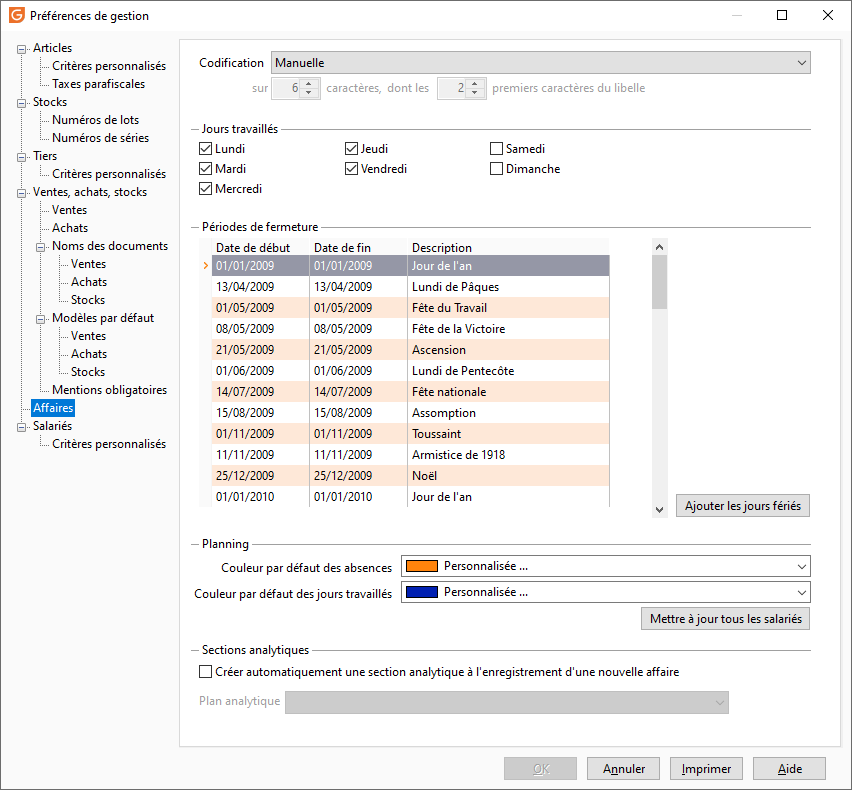 Préférences de gestion
Articles
Critères personnalisés
Taxes parafiscales
Stocks
Numéros de lots
Numéros de séries
Tiers
Critères personnalisés
Ventes, achats, stocks
Ventes
Achats
Noms des documents
Ventes
Achats
Stocks
Modèles par défaut
Ventes
Achats
Stocks
Mentions obligatoires
Affaires
Salariés
Critères personnalisés
Codification Manuelle
sur 6 caractères, dont les 2 premiers caractères du libelle
Jours travaillés
Lundi Jeudi Samedi
Mardi Vendredi Dimanche
Mercredi
Périodes de fermeture
Date de début Date de fin Description
01/01/2009 01/01/2009 Jour de l'an
13/04/2009 13/04/2009 Lundi de Pâques
01/05/2009 01/05/2009 Fête du Travail
08/05/2009 08/05/2009 Fête de la Victoire
21/05/2009 21/05/2009 Ascension
01/06/2009 01/06/2009 Lundi de Pentecôte
14/07/2009 14/07/2009 Fête nationale
15/08/2009 15/08/2009 Assomption
01/11/2009 01/11/2009 Toussaint
11/11/2009 11/11/2009 Armistice de 1918
25/12/2009 25/12/2009 Noël
01/01/2010 01/01/2010 Jour de l'an
Ajouter les jours fériés
Planning
Couleur par défaut des absences Personnalisée ...
Couleur par défaut des jours travaillés Personnalisée ...
Mettre à jour tous les salariés
Sections analytiques
Créer automatiquement une section analytique à l'enregistrement d'une nouvelle affaire
Plan analytique
OK Annuler Imprimer Aide